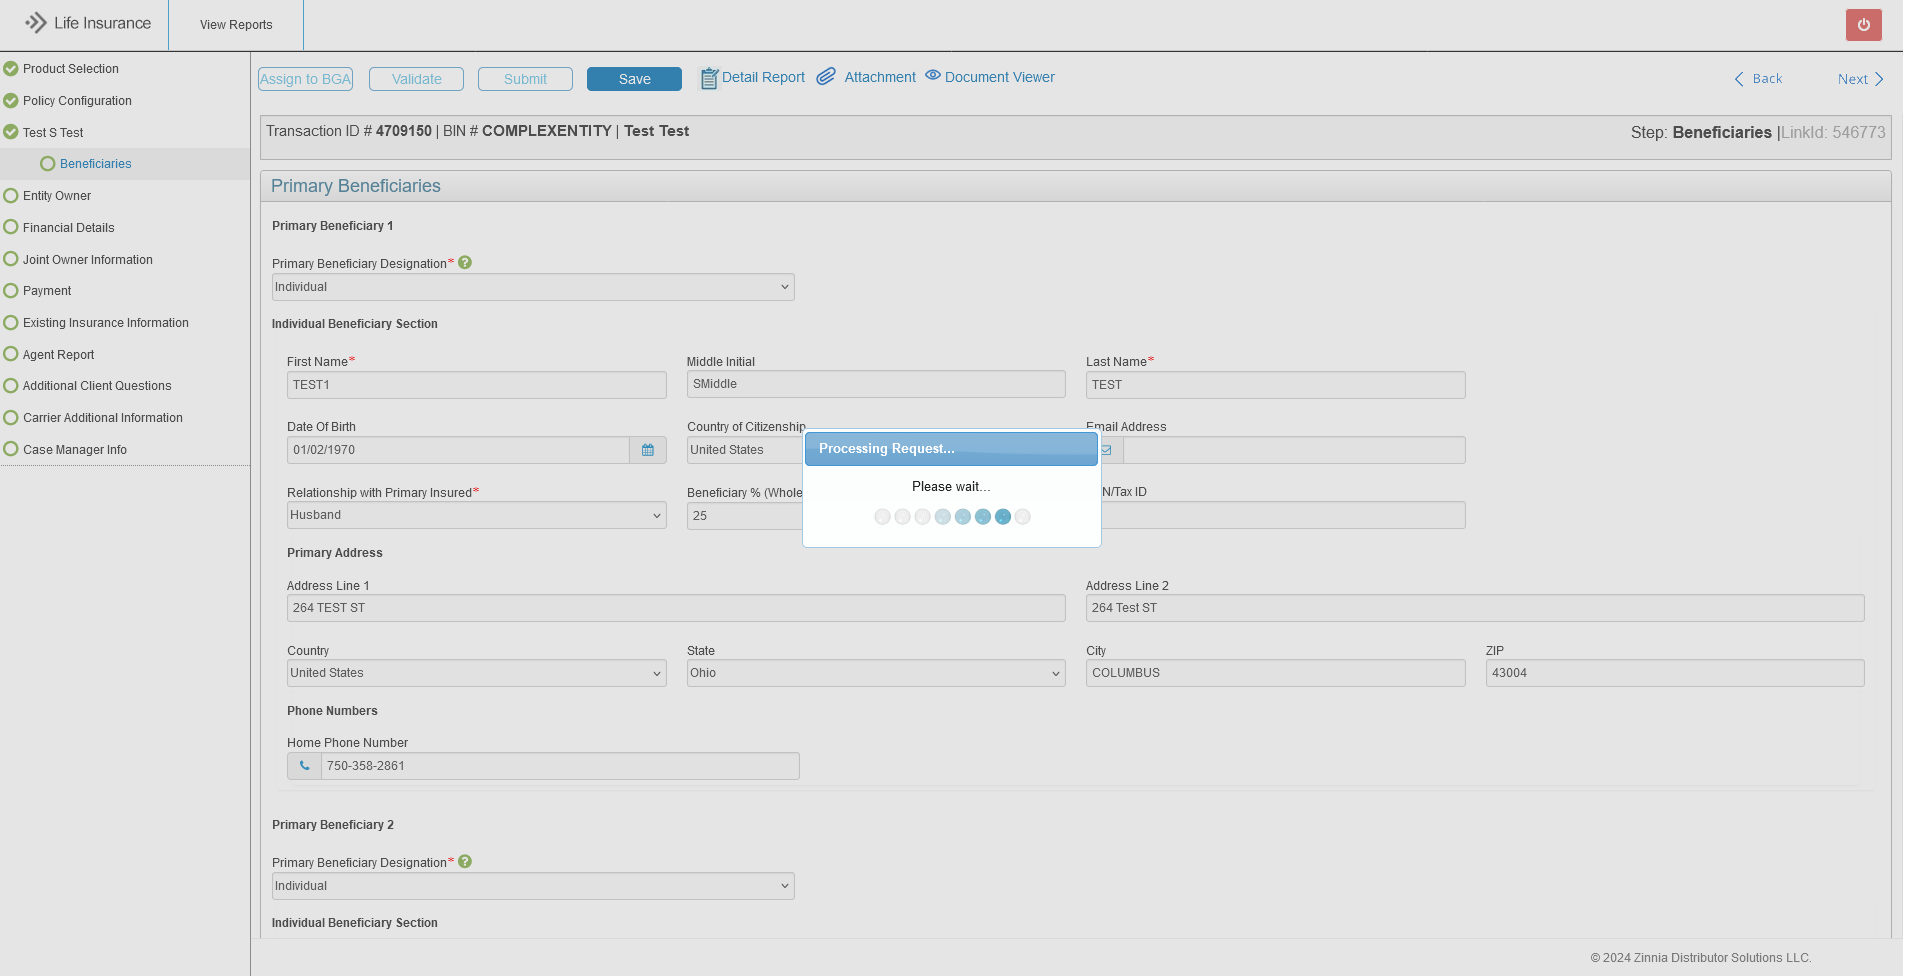 Life Insurance
View Reports
Product Selection
Policy Configuration
Test S Test
Beneficiaries
Entity Owner
Financial Details
Joint Owner Information
Payment
Existing Insurance Information
Agent Report
Additional Client Questions
Carrier Additional Information
Case Manager Info
Assign to BGA Validate Submit Save Detail Report Attachment Document Viewer Back Next
Transaction ID # 4709150 | BIN # COMPLEXENTITY | Test Test Step: Beneficiaries |LinkId: 546773
Primary Beneficiaries
Primary Beneficiary 1
Primary Beneficiary Designation* ?
Individual
Individual Beneficiary Section
First Name* Middle Initial Last Name*
TEST1 SMiddle TEST
Date Of Birth Country of Citizenship Email Address
01/02/1970 United States
Processing Request...
Please wait...
Relationship with Primary Insured* Beneficiary % (Whole N/Tax ID
Husband 25
Primary Address
Address Line 1 Address Line 2
264 TEST ST 264 Test ST
Country State City ZIP
United States Ohio COLUMBUS 43004
Phone Numbers
Home Phone Number
750-358-2861
Primary Beneficiary 2
Primary Beneficiary Designation* ?
Individual
Individual Beneficiary Section
© 2024 Zinnia Distributor Solutions LLC.